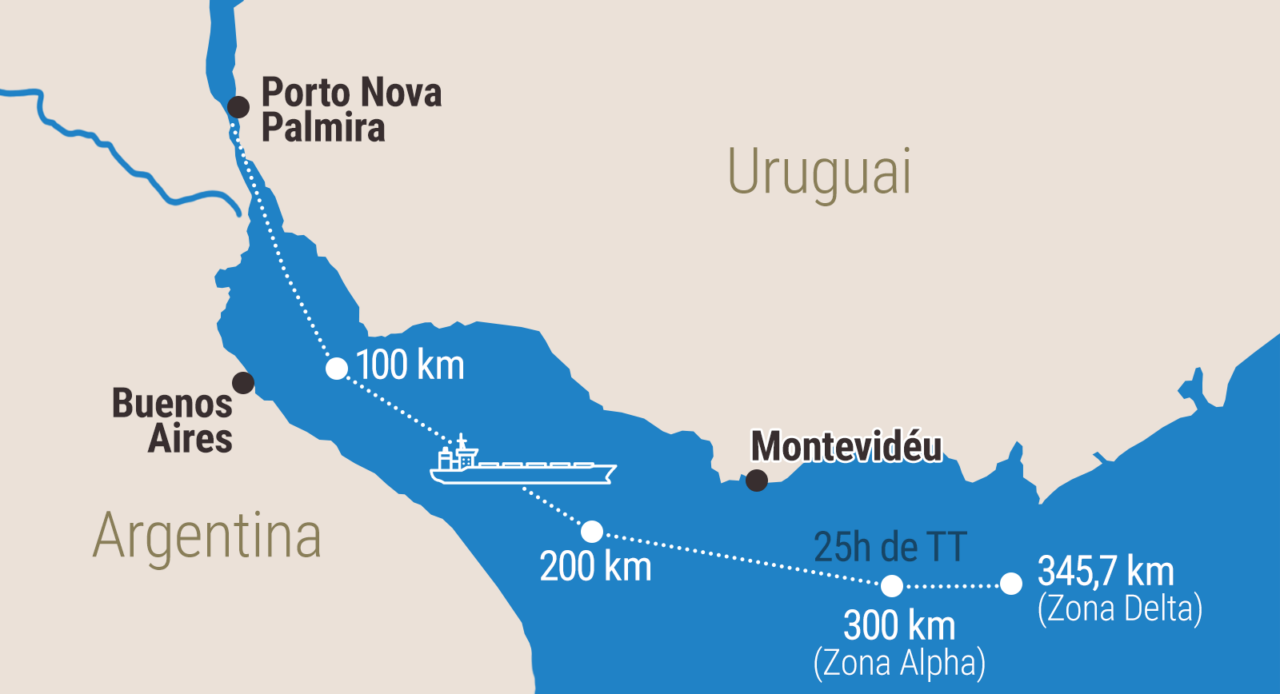 Porto Nova
Palmira
Uruguai
100 km
Buenos
Aires
Montevidéu
Argentina
200 km
25h de TT
345,7 km
(Zona Delta)
300 km
(Zona Alpha)